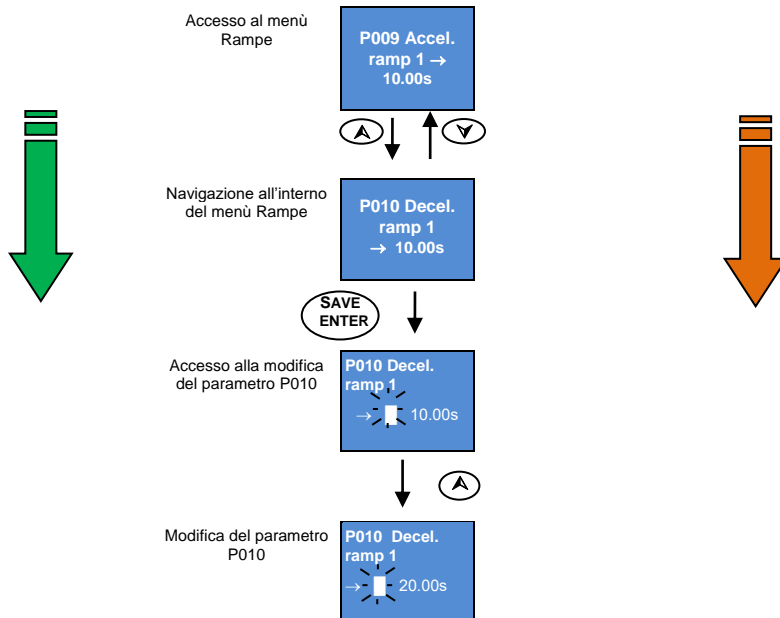 Accesso al menù
Rampe
P009 Accel.
ramp 1 →
10.00s
Navigazione all'interno
del menù Rampe
P010 Decel.
ramp 1
→ 10.00s
SAVE
ENTER
Accesso alla modifica
del parametro P010
P010 Decel.
ramp 1
→ 10.00s
Modifica del parametro
P010
P010 Decel.
ramp 1
→ 20.00s